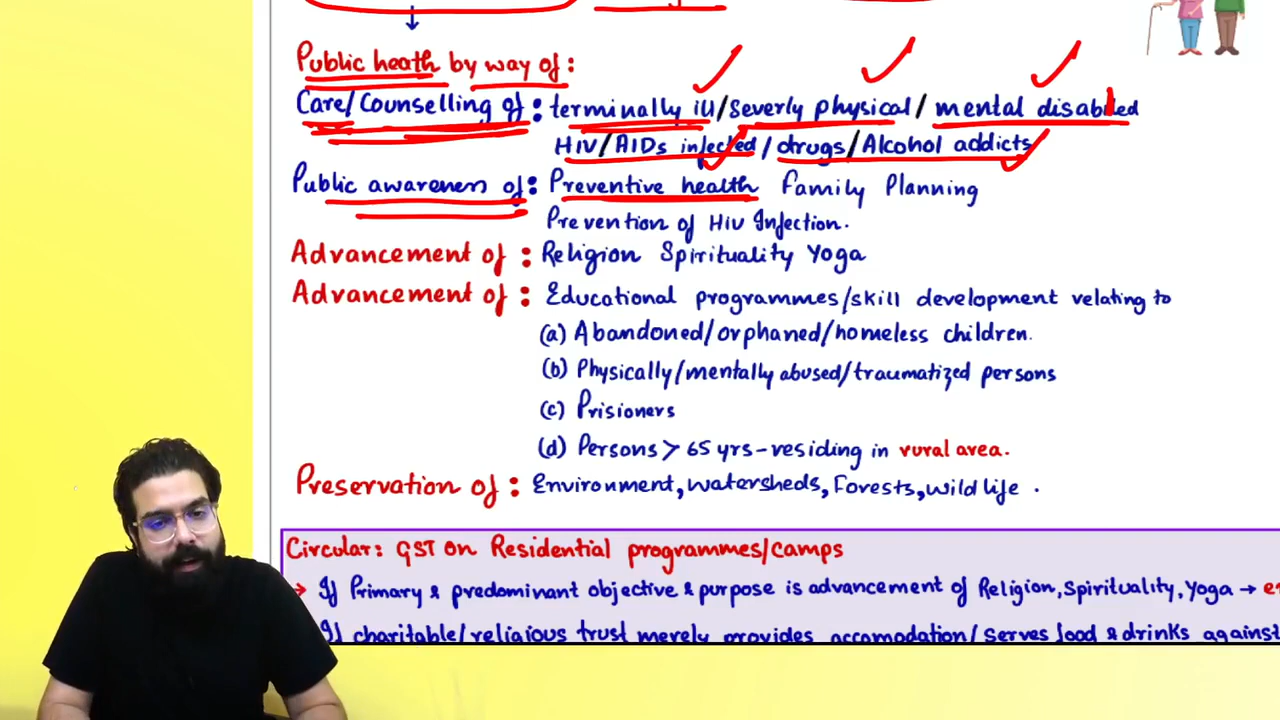 Public heath by way of:
Care/Counselling of: terminally ill/severly physical/mental disabled
HIV/AIDs infected/drugs/Alcohol addicts
Public awareness of: Preventive health Family Planning
Prevention of HIV Infection.
Advancement of: Religion Spirituality Yoga
Advancement of: Educational programmes/skill development relating to
(a) Abandoned/orphaned/homeless children.
(b) Physically/mentally abused/traumatized persons
(c) Prisioners
(d) Persons > 65 yrs-residing in rural area.
Preservation of: Environment, Watersheds, Forests, Wild life.
Circular: GST on Residential programmes/camps
→ If Primary & predominant objective & purpose is advancement of Religion, Spirituality, Yoga →
If charitable/religious trust merely provides accomodation/serves food & drinks against